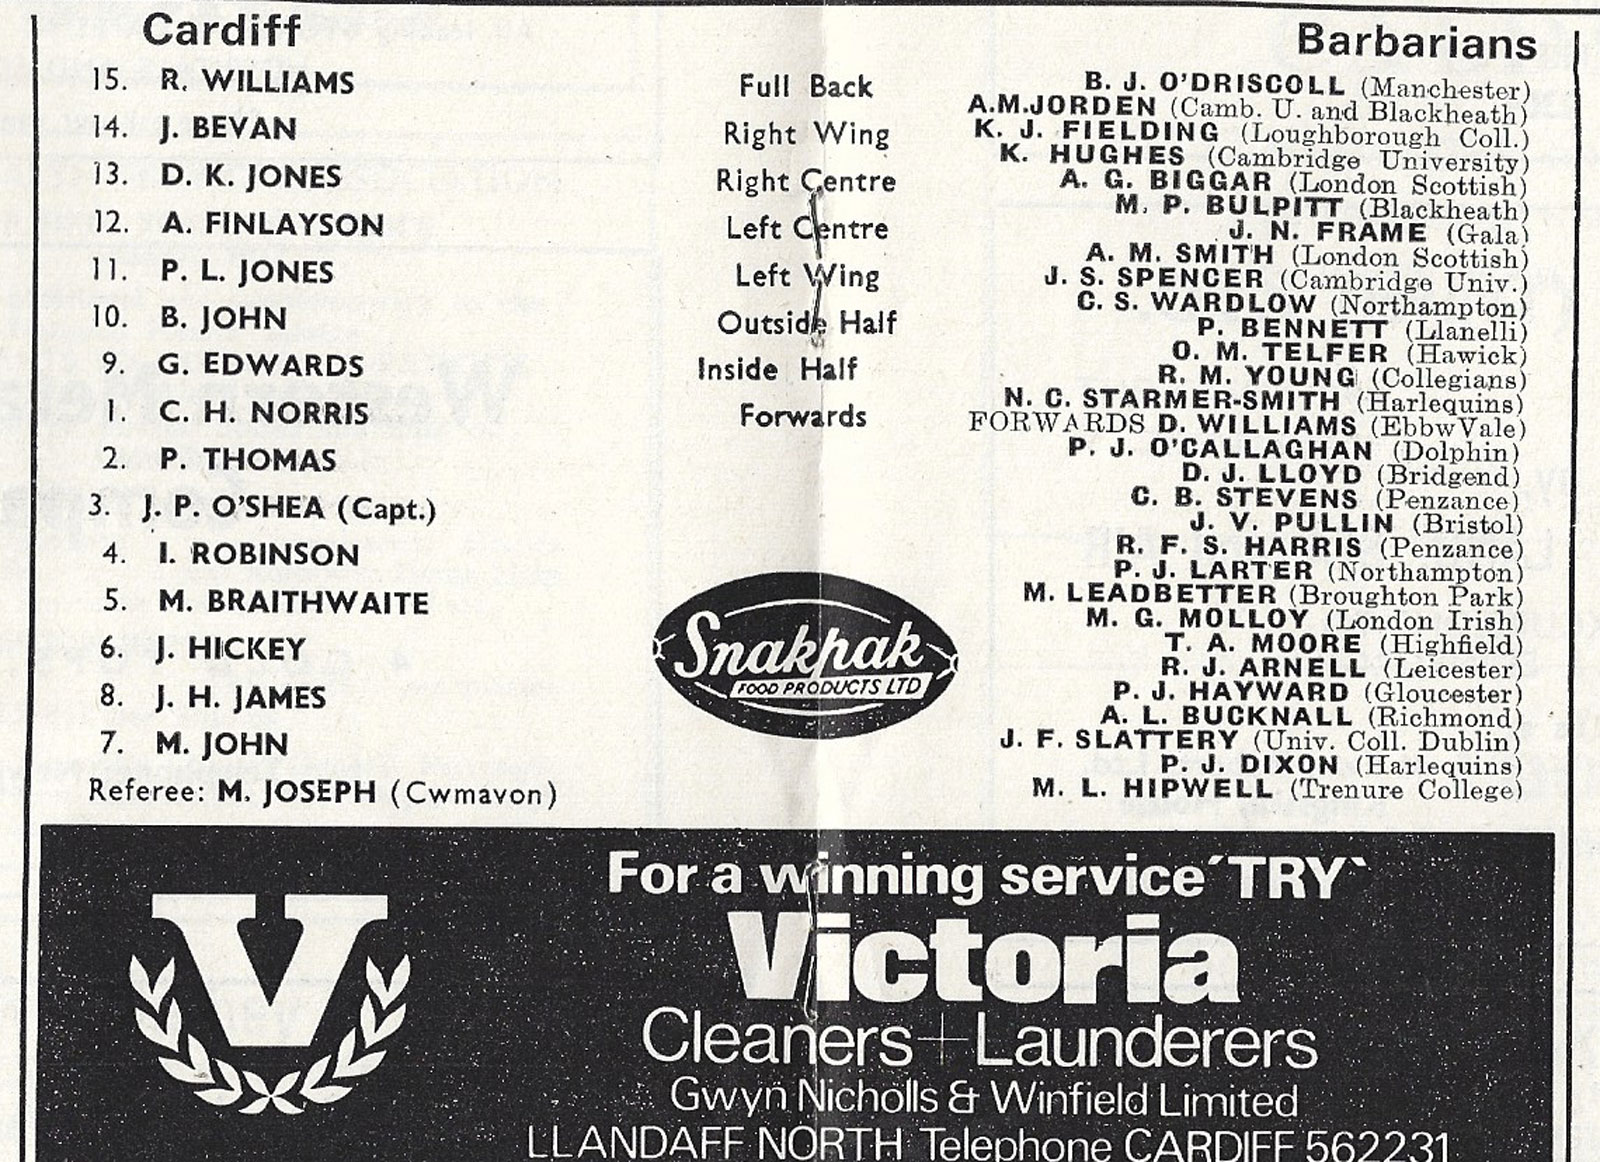 Cardiff
15. R. WILLIAMS
14. J. BEVAN
13. D. K. JONES
12. A. FINLAYSON
11. P. L. JONES
10. B. JOHN
9. G. EDWARDS
1. C. H. NORRIS
2. P. THOMAS
3. J. P. O'SHEA (Capt.)
4. I. ROBINSON
5. M. BRAITHWAITE
6. J. HICKEY
8. J. H. JAMES
7. M. JOHN
Referee: M. JOSEPH (Cwmavon)
Full Back
Right Wing
Right Centre
Left Centre
Left Wing
Outside Half
Inside Half
Forwards
Snakpak
FOOD PRODUCTS LTD
Barbarians
B. J. O'DRISCOLL (Manchester)
A.M.JORDEN (Camb. U. and Blackheath)
K. J. FIELDING (Loughborough Coll.)
K. HUGHES (Cambridge University)
A. G. BIGGAR (London Scottish)
M. P. BULPITT (Blackheath)
J. N. FRAME (Gala)
A. M. SMITH (London Scottish)
J. S. SPENCER (Cambridge Univ.)
C. S. WARDLOW (Northampton)
P. BENNETT (Llanelli)
O. M. TELFER (Hawick)
R. M. YOUNG (Collegians)
N. C. STARMER-SMITH (Harlequins)
FORWARDS D. WILLIAMS (EbbwVale)
P. J. O'CALLAGHAN (Dolphin)
D. J. LLOYD (Bridgend)
C. B. STEVENS (Penzance)
J. V. PULLIN (Bristol)
R. F. S. HARRIS (Penzance)
P. J. LARTER (Northampton)
M. LEADBETTER (Broughton Park)
M. G. MOLLOY (London Irish)
T. A. MOORE (Highfield)
R. J. ARNELL (Leicester)
P. J. HAYWARD (Gloucester)
A. L. BUCKNALL (Richmond)
J. F. SLATTERY (Univ. Coll. Dublin)
P. J. DIXON (Harlequins)
M. L. HIPWELL (Trenure College)
V
For a winning service ´TRY`
Victoria
Cleaners + Launderers
Gwyn Nicholls & Winfield Limited
LLANDAFF NORTH Telephone CARDIFF 562231